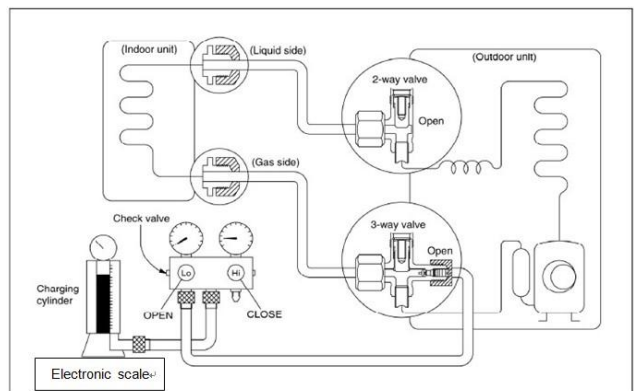 (Indoor unit)
(Liquid side)
(Outdoor unit)
2-way valve
Open
(Gas side)
3-way valve
Open
Check valve
Lo
Hi
Charging
cylinder
OPEN
CLOSE
Electronic scale↵